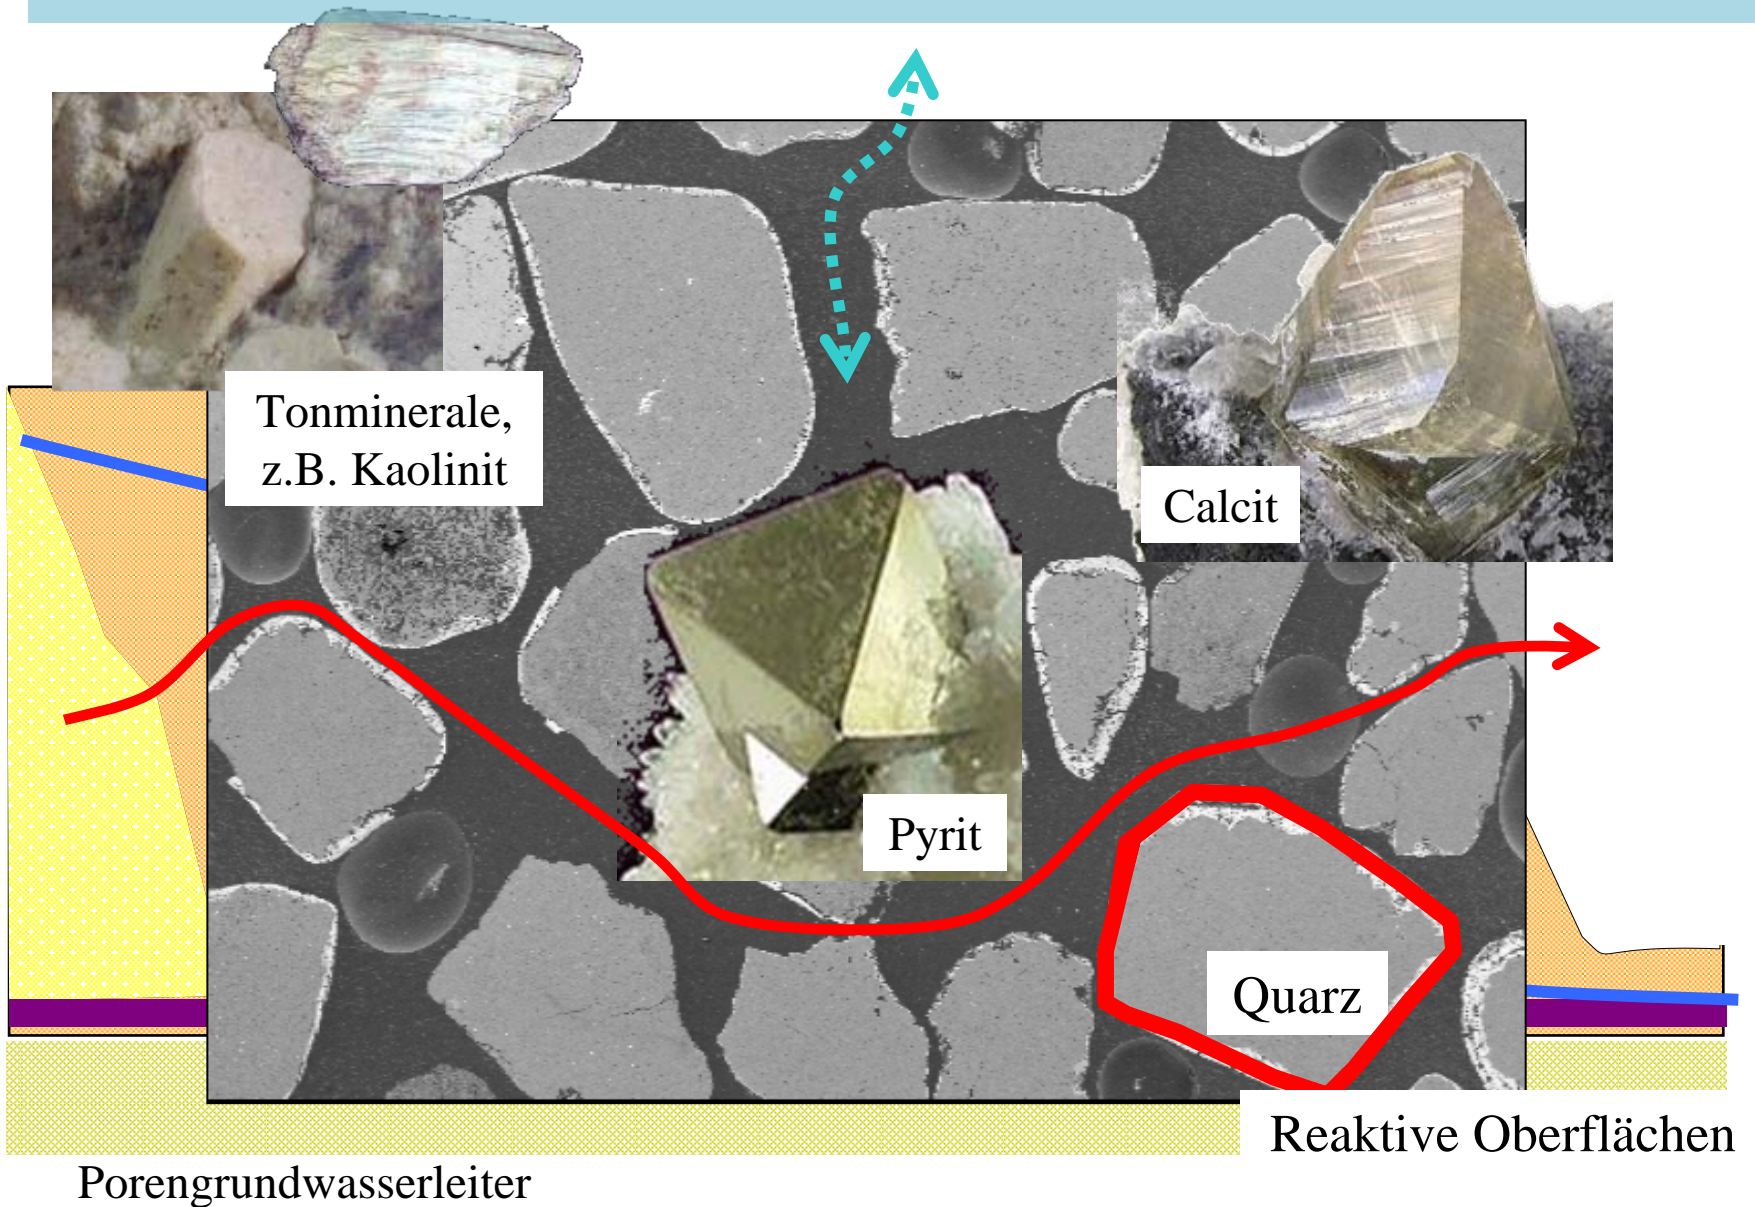 Tonminerale,
z.B. Kaolinit
Calcit
Pyrit
Quarz
Reaktive Oberflächen
Porengrundwasserleiter